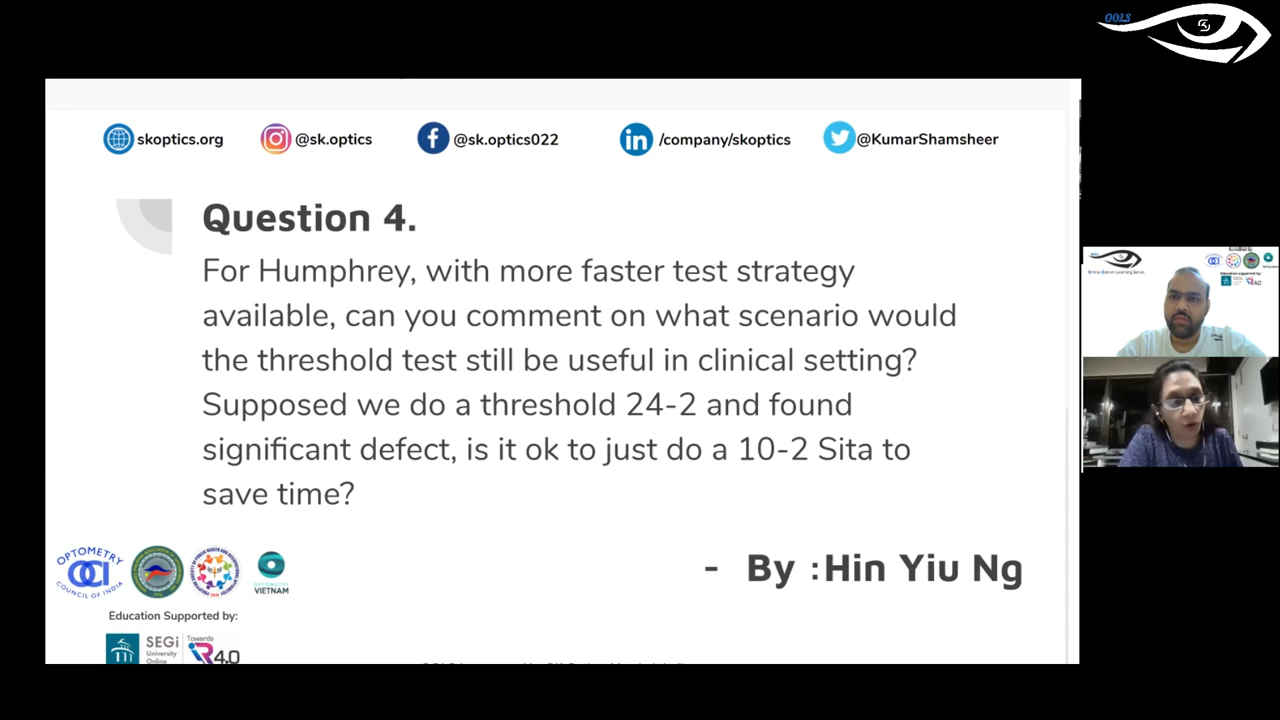 OOLS
skoptics.org @sk.optics @sk.optics022 /company/skoptics @KumarShamsheer
Question 4.
For Humphrey, with more faster test strategy
available, can you comment on what scenario would
the threshold test still be useful in clinical setting?
Supposed we do a threshold 24-2 and found
significant defect, is it ok to just do a 10-2 Sita to
save time?
- By :Hin Yiu Ng
OPTOMETRY
OCI
COUNCIL OF INDIA
OPTOMETRY
VIETNAM
Education Supported by:
SEGi
University
Online
Towards
iR4.0